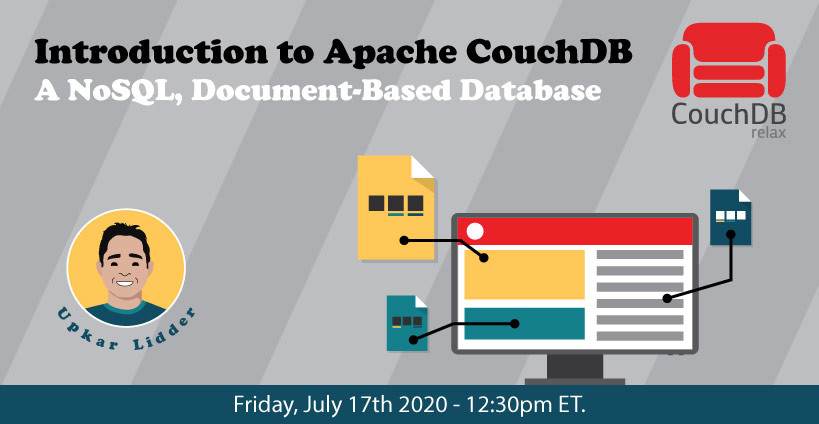 Introduction to Apache CouchDB
A NoSQL, Document-Based Database
CouchDB
relax
Upkar Lidder
Friday, July 17th 2020 - 12:30pm ET.